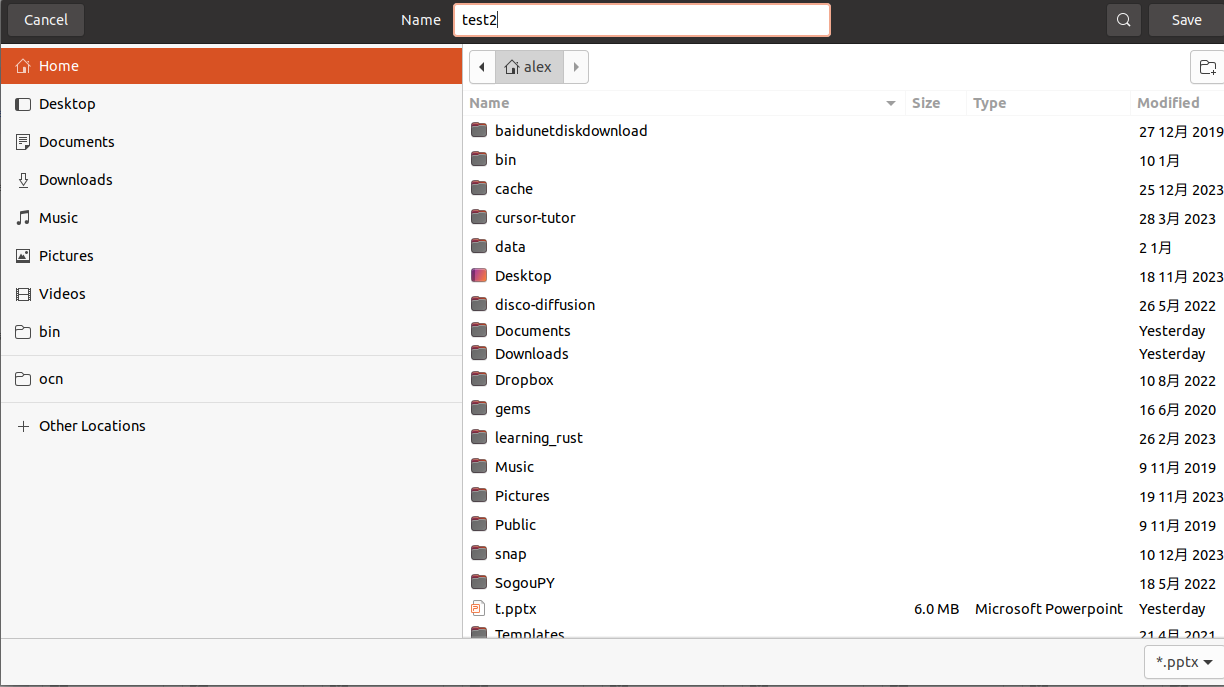 Cancel Name test2 Save
Home
Desktop
Documents
Downloads
Music
Pictures
Videos
bin
ocn
Other Locations
alex
Name Size Type Modified
baidunetdiskdownload 27 12月 2019
bin 10 1月
cache 25 12月 2023
cursor-tutor 28 3月 2023
data 2 1月
Desktop 18 11月 2023
disco-diffusion 26 5月 2022
Documents Yesterday
Downloads Yesterday
Dropbox 10 8月 2022
gems 16 6月 2020
learning_rust 26 2月 2023
Music 9 11月 2019
Pictures 19 11月 2023
Public 9 11月 2019
snap 10 12月 2023
SogouPY 18 5月 2022
t.pptx 6.0 MB Microsoft Powerpoint Yesterday
Templates 21 4月 2021
*.pptx